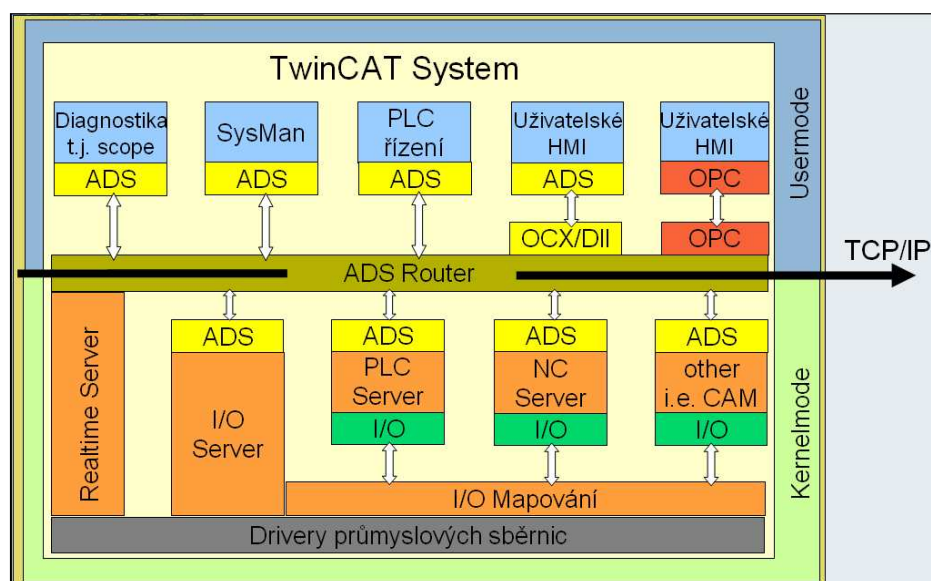 TwinCAT System
Diagnostika
t.j. scope
ADS
SysMan
ADS
PLC
řízení
ADS
Uživatelské
HMI
ADS
OCX/Dll
Uživatelské
HMI
OPC
OPC
Usermode
ADS Router
TCP/IP
Realtime Server
ADS
I/O
Server
ADS
PLC
Server
I/O
ADS
NC
Server
I/O
ADS
other
i.e. CAM
I/O
I/O Mapování
Drivery průmyslových sběrnic
Kernelmode